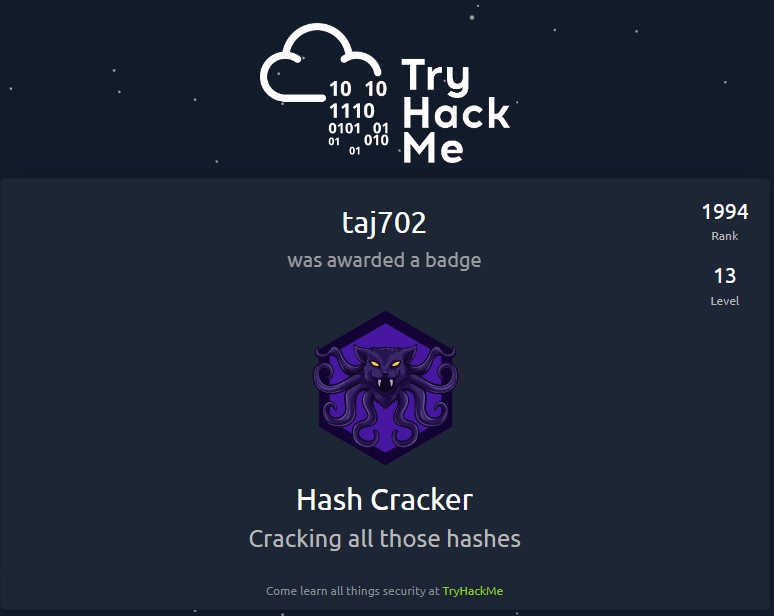 10 10
1110
0101 01
01 010
01
Try
Hack
Me
taj702
was awarded a badge
1994
Rank
13
Level
Hash Cracker
Cracking all those hashes
Come learn all things security at TryHackMe